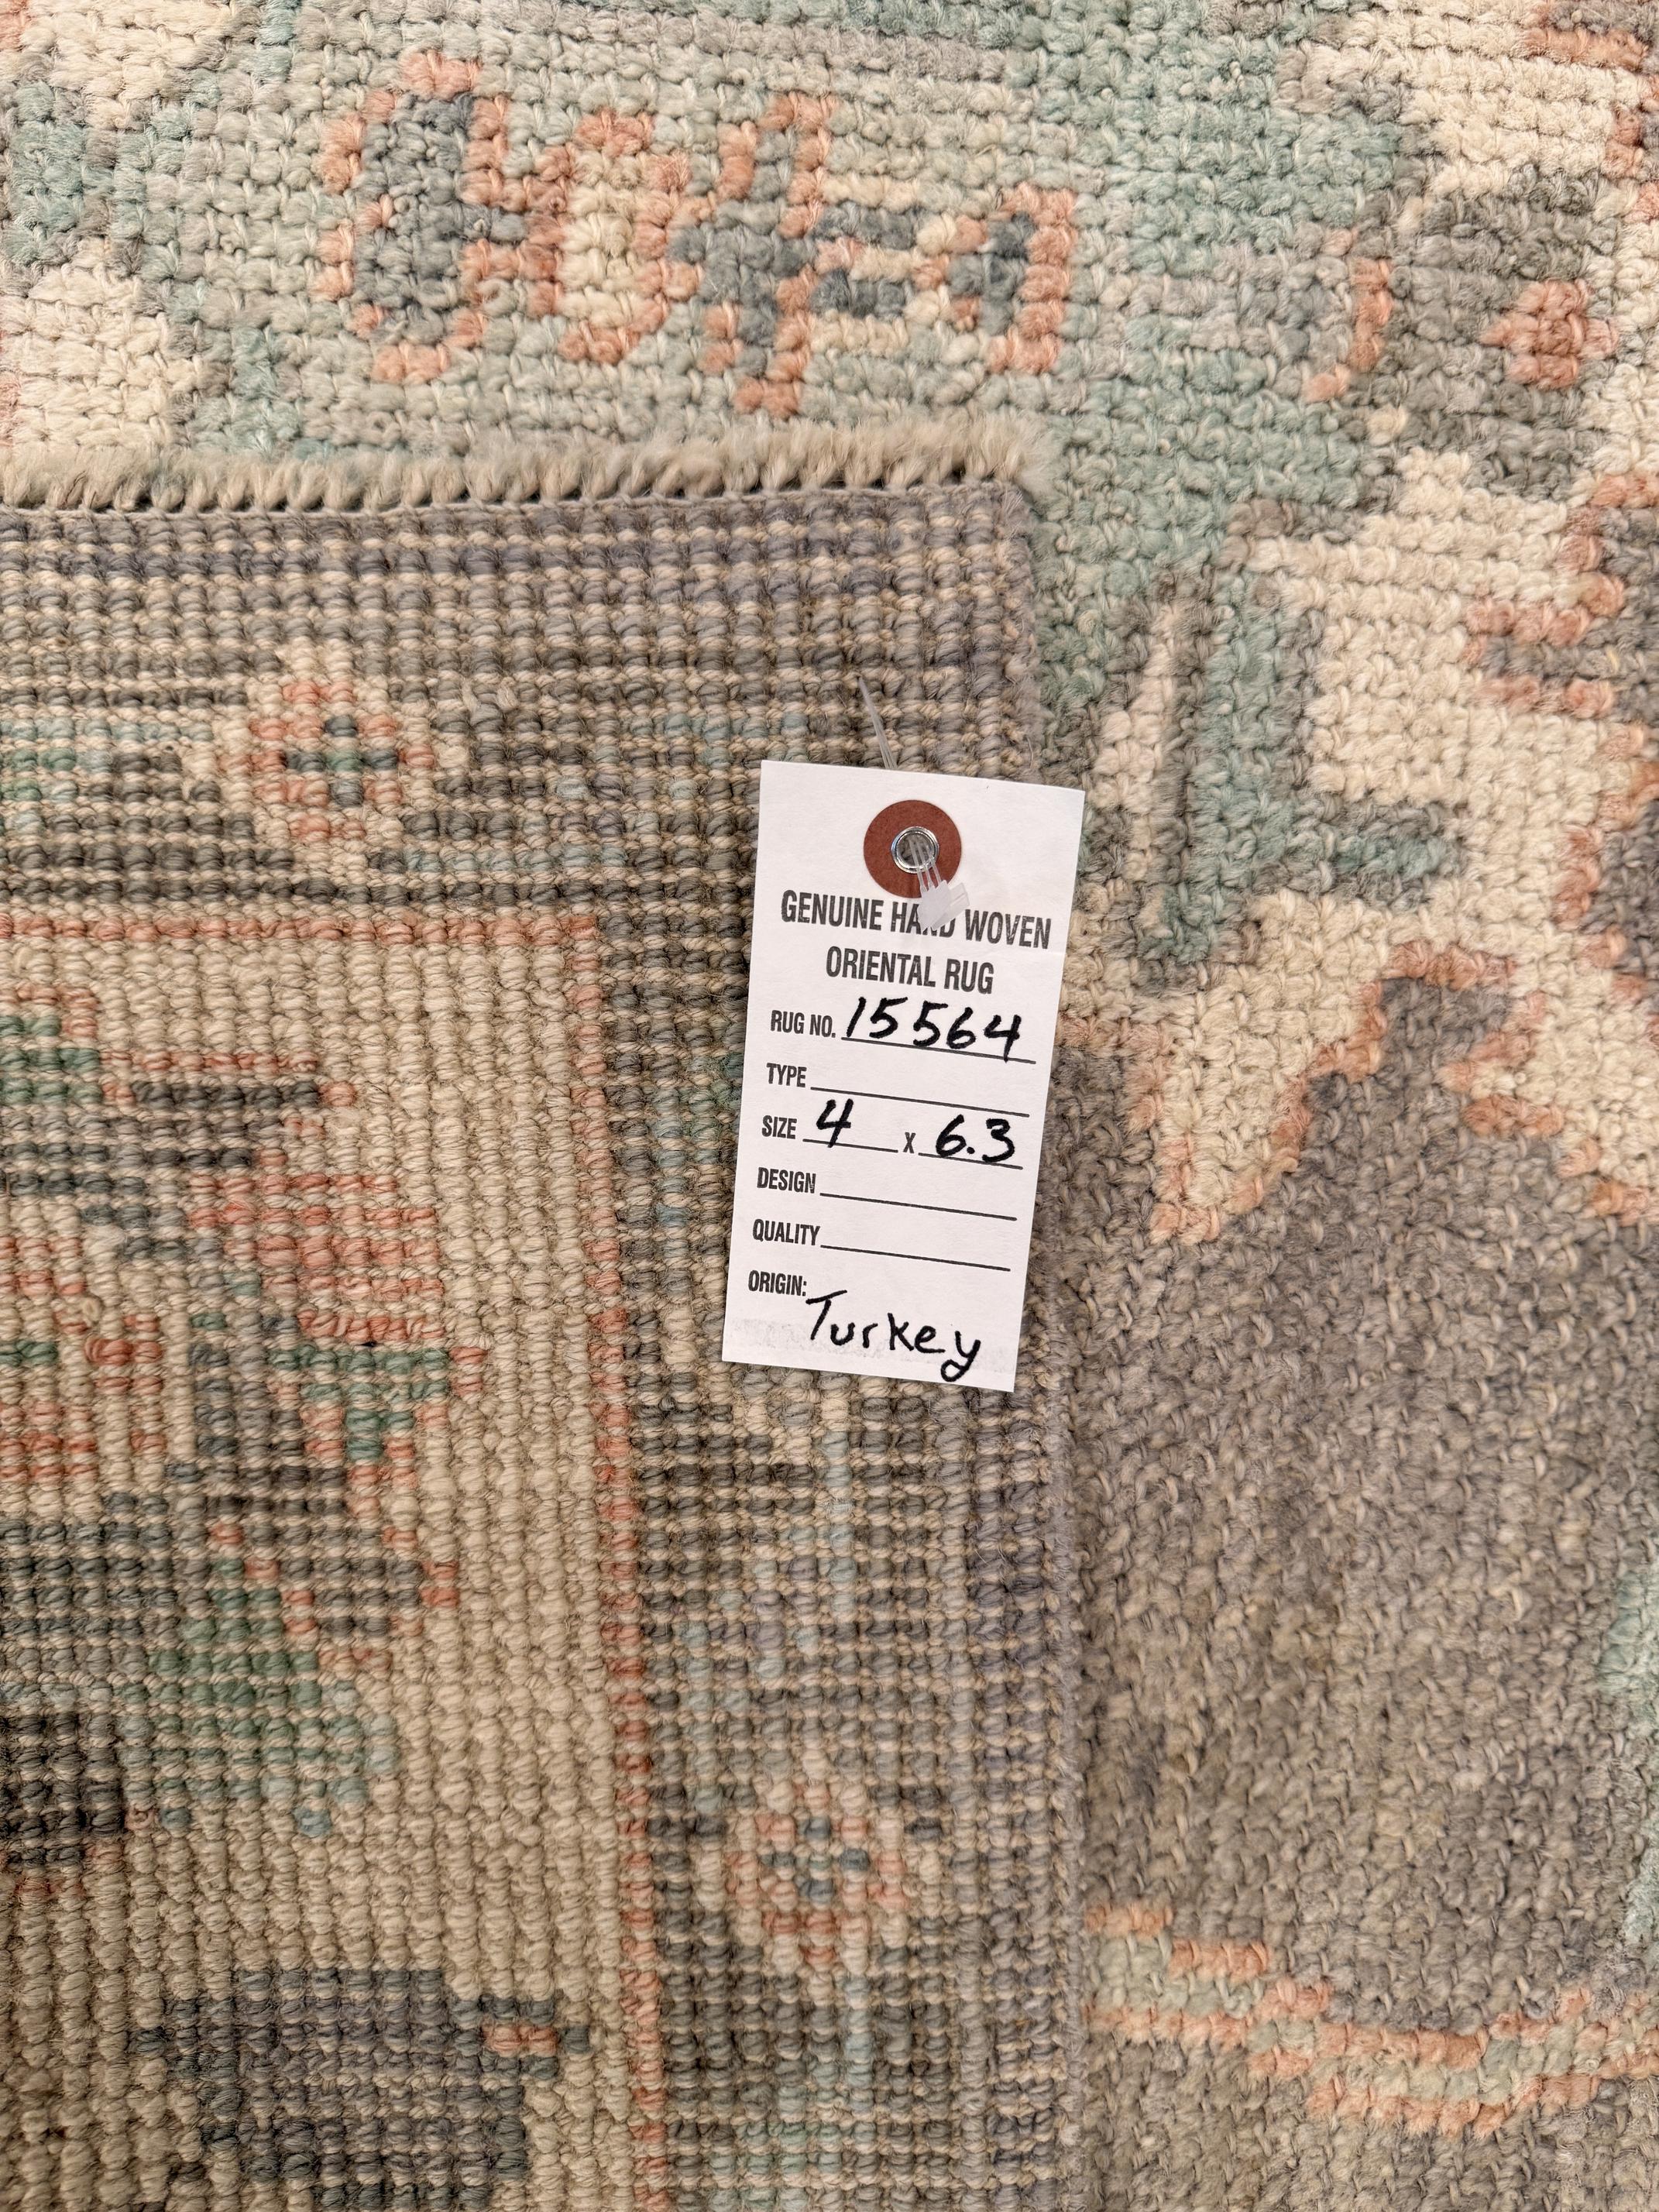 GENUINE HAND WOVEN
ORIENTAL RUG
RUG NO. 15564
TYPE
SIZE 4 X 6.3
DESIGN
QUALITY
ORIGIN: Turkey